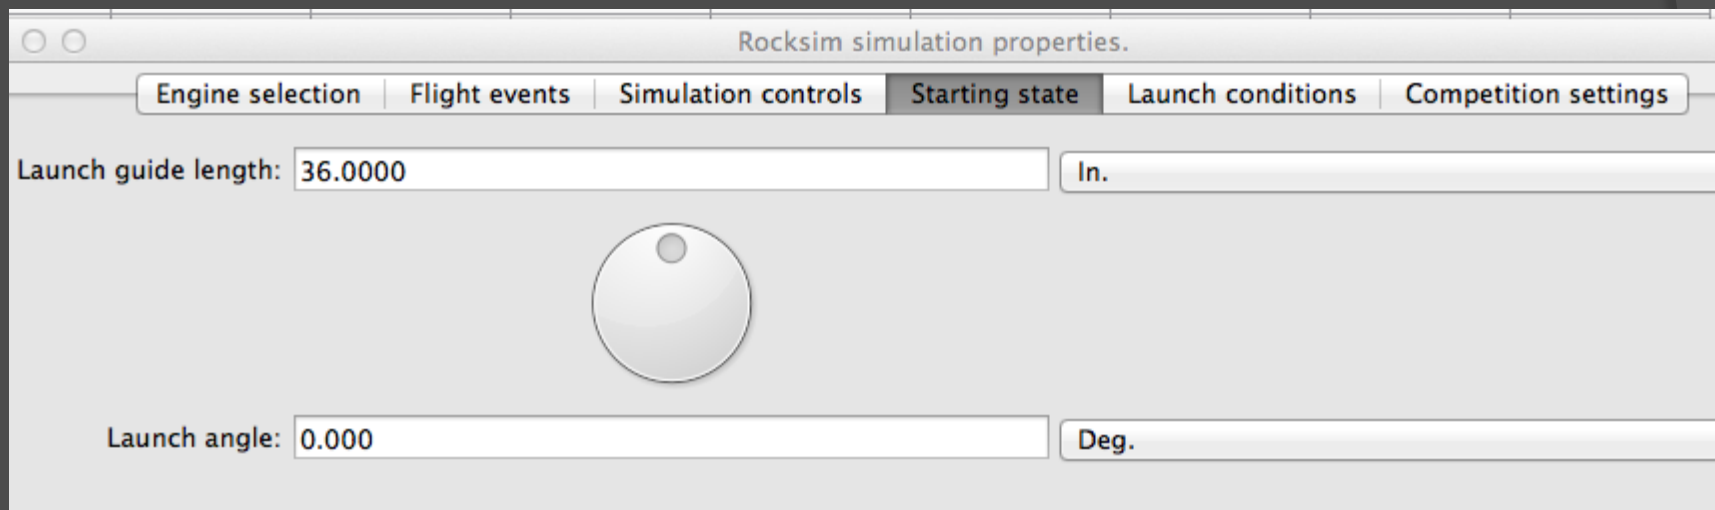 Rocksim simulation properties.
Engine selection Flight events Simulation controls Starting state Launch conditions Competition settings
Launch guide length: 36.0000 In.
Launch angle: 0.000 Deg.